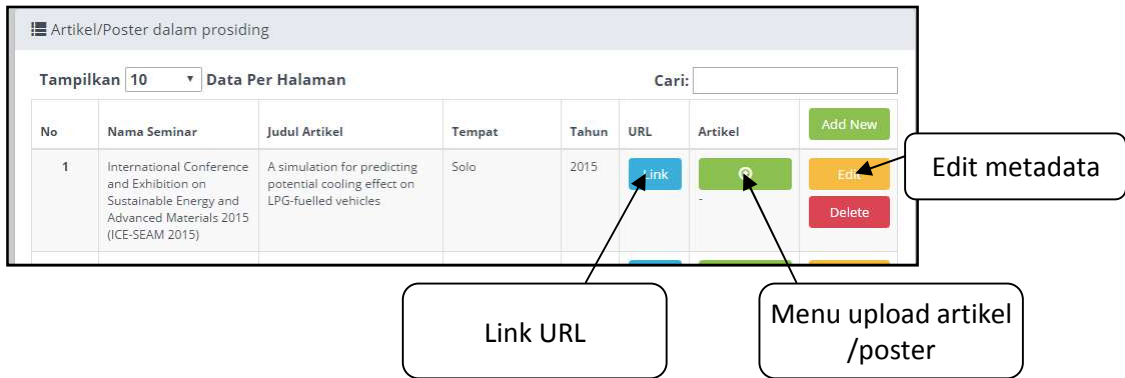 Artikel/Poster dalam prosiding
Tampilkan 10 Data Per Halaman Cari:
No Nama Seminar Judul Artikel Tempat Tahun URL Artikel Add New
1 International Conference and Exhibition on Sustainable Energy and Advanced Materials 2015 (ICE-SEAM 2015) A simulation for predicting potential cooling effect on LPG-fuelled vehicles Solo 2015 Link - Edit
Delete
Edit metadata
Link URL
Menu upload artikel
/poster